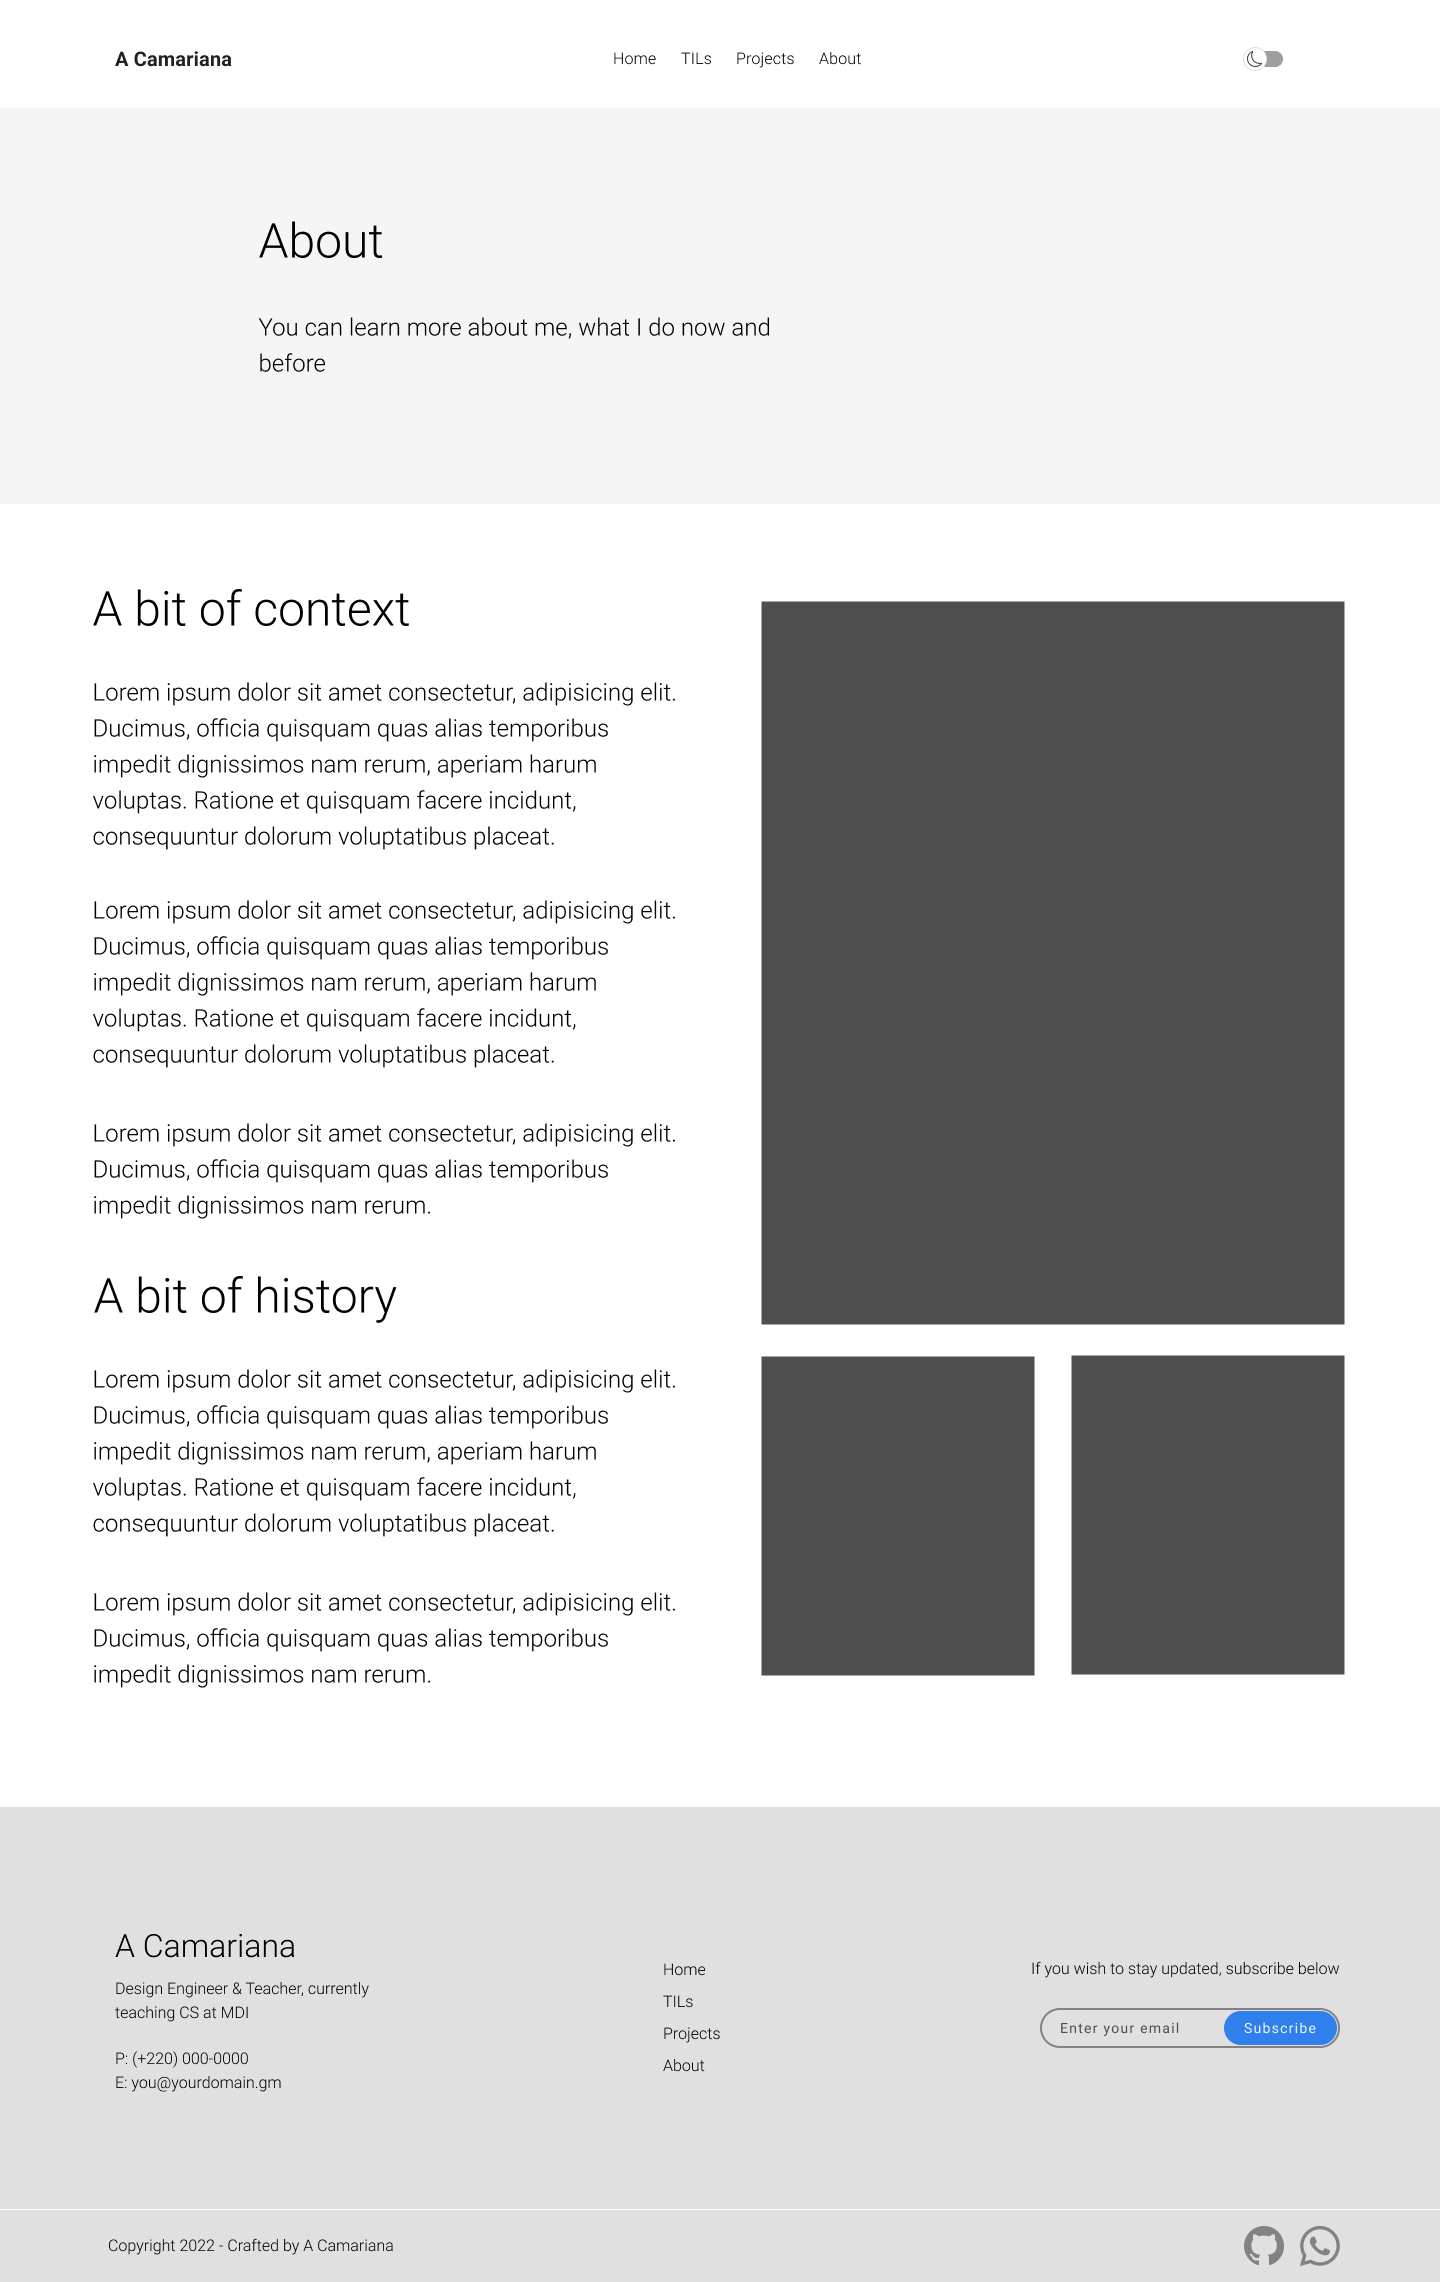 A Camariana
Home TILs Projects About
About
You can learn more about me, what I do now and
before
A bit of context
Lorem ipsum dolor sit amet consectetur, adipisicing elit.
Ducimus, officia quisquam quas alias temporibus
impedit dignissimos nam rerum, aperiam harum
voluptas. Ratione et quisquam facere incidunt,
consequuntur dolorum voluptatibus placeat.
Lorem ipsum dolor sit amet consectetur, adipisicing elit.
Ducimus, officia quisquam quas alias temporibus
impedit dignissimos nam rerum, aperiam harum
voluptas. Ratione et quisquam facere incidunt,
consequuntur dolorum voluptatibus placeat.
Lorem ipsum dolor sit amet consectetur, adipisicing elit.
Ducimus, officia quisquam quas alias temporibus
impedit dignissimos nam rerum.
A bit of history
Lorem ipsum dolor sit amet consectetur, adipisicing elit.
Ducimus, officia quisquam quas alias temporibus
impedit dignissimos nam rerum, aperiam harum
voluptas. Ratione et quisquam facere incidunt,
consequuntur dolorum voluptatibus placeat.
Lorem ipsum dolor sit amet consectetur, adipisicing elit.
Ducimus, officia quisquam quas alias temporibus
impedit dignissimos nam rerum.
A Camariana
Design Engineer & Teacher, currently
teaching CS at MDI
P: (+220) 000-0000
E: you@yourdomain.gm
Home
TILs
Projects
About
If you wish to stay updated, subscribe below
Enter your email Subscribe
Copyright 2022 - Crafted by A Camariana